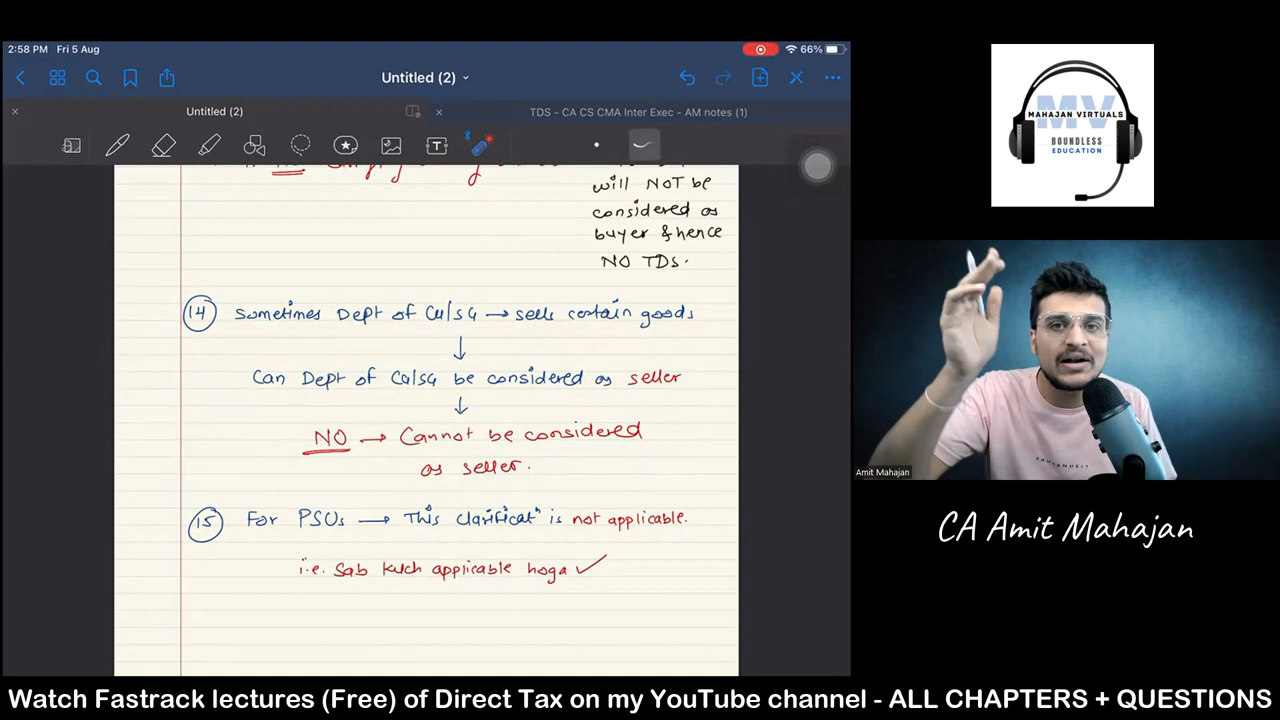 2:58 PM Fri 5 Aug
66%
Untitled (2)
Untitled (2)
TDS - CA CS CMA Inter Exec - AM notes (1)
T
will NOT be
considered as
buyer & hence
NO TDS.
14 Sometimes Dept of CG/SG → sells certain goods
↓
Can Dept of CG/SG be considered as seller
↓
NO → Cannot be considered
as seller.
15 For PSUs → This clarificatⁿ is not applicable.
i.e. Sab Kuch applicable hoga ✓
MV
MAHAJAN VIRTUALS
BOUNDLESS
EDUCATION
FAHRENHEIT
Amit Mahajan
CA Amit Mahajan
Watch Fastrack lectures (Free) of Direct Tax on my YouTube channel - ALL CHAPTERS + QUESTIONS